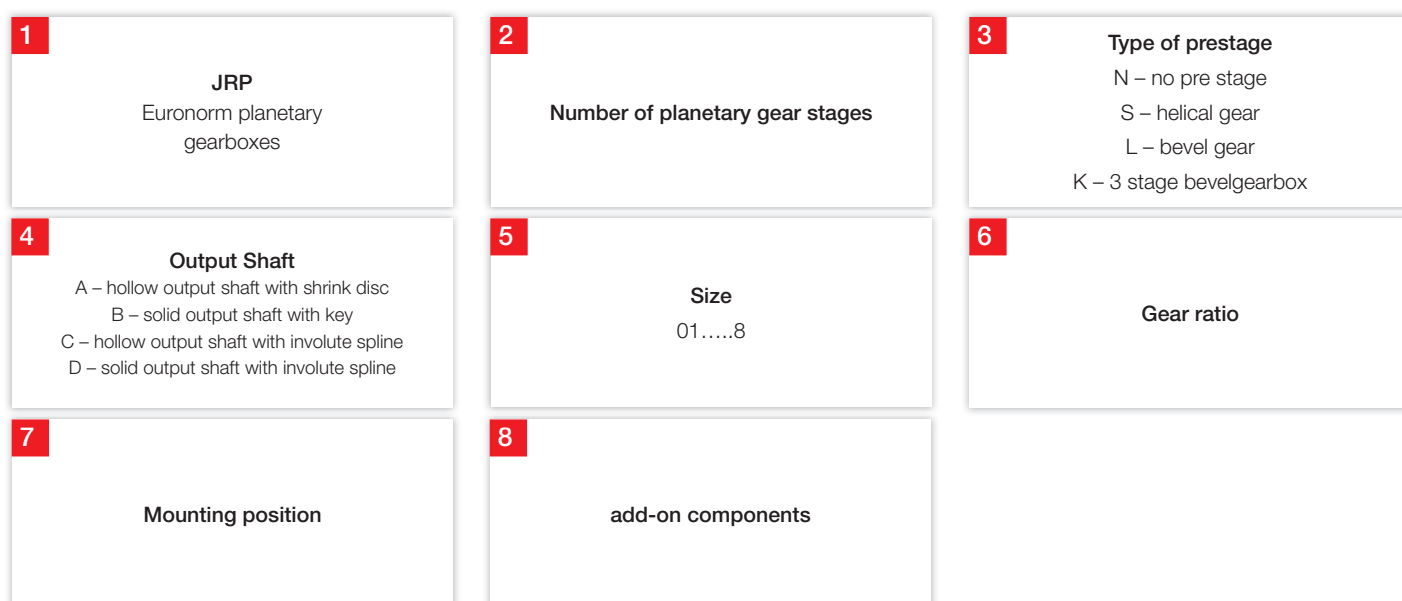 1
JRP
Euronorm planetary
gearboxes
2
Number of planetary gear stages
3
Type of prestage
N – no pre stage
S – helical gear
L – bevel gear
K – 3 stage bevelgearbox
4
Output Shaft
A – hollow output shaft with shrink disc
B – solid output shaft with key
C – hollow output shaft with involute spline
D – solid output shaft with involute spline
5
Size
01…..8
6
Gear ratio
7
Mounting position
8
add-on components